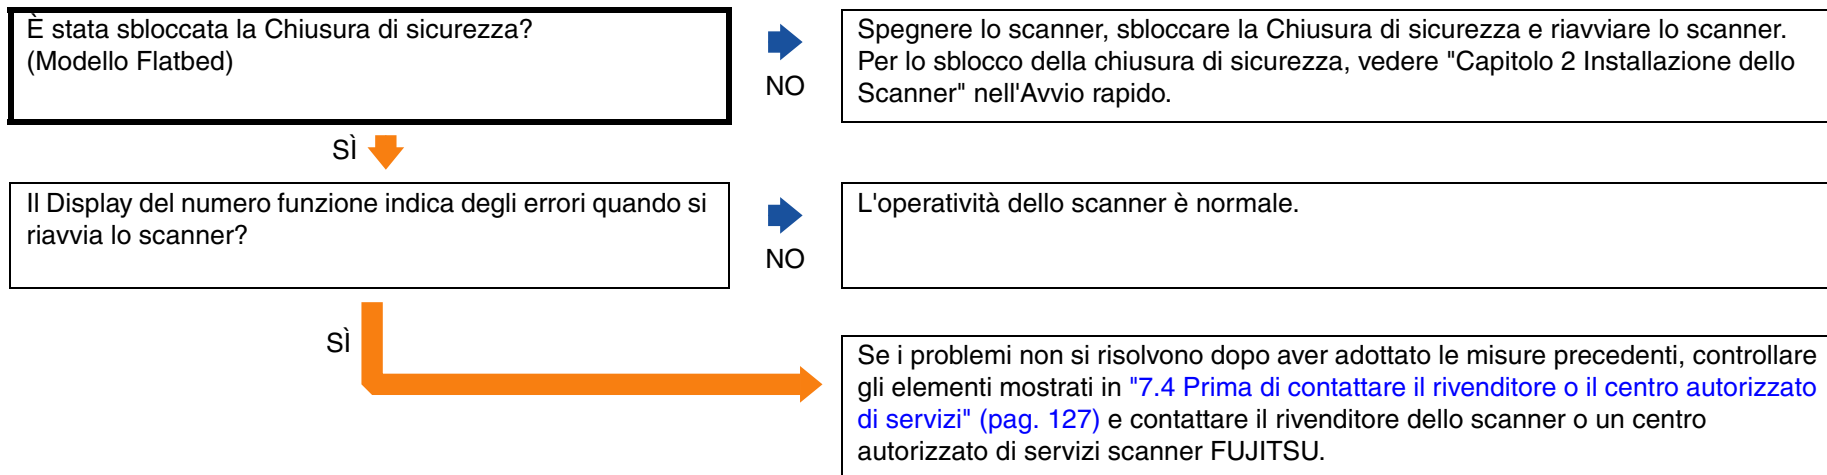 È stata sbloccata la Chiusura di sicurezza?
(Modello Flatbed)
NO
Spegnere lo scanner, sbloccare la Chiusura di sicurezza e riavviare lo scanner.
Per lo sblocco della chiusura di sicurezza, vedere "Capitolo 2 Installazione dello
Scanner" nell'Avvio rapido.
SÌ
Il Display del numero funzione indica degli errori quando si
riavvia lo scanner?
NO
L'operatività dello scanner è normale.
SÌ
Se i problemi non si risolvono dopo aver adottato le misure precedenti, controllare
gli elementi mostrati in "7.4 Prima di contattare il rivenditore o il centro autorizzato
di servizi" (pag. 127) e contattare il rivenditore dello scanner o un centro
autorizzato di servizi scanner FUJITSU.